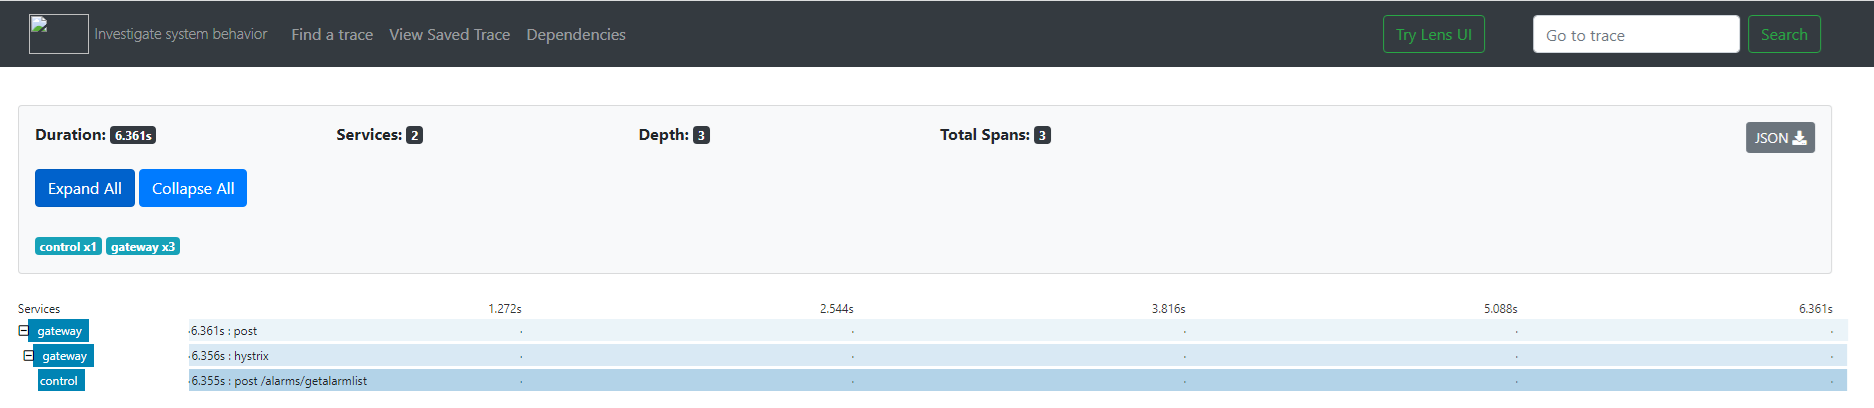 Investigate system behavior Find a trace View Saved Trace Dependencies Try Lens UI Go to trace Search
Duration: 6.361s Services: 2 Depth: 3 Total Spans: 3 JSON
Expand All Collapse All
control x1 gateway x3
Services 1.272s 2.544s 3.816s 5.088s 6.361s
gateway 6.361s : post
gateway 6.356s : hystrix
control 6.355s : post /alarms/getalarmlist